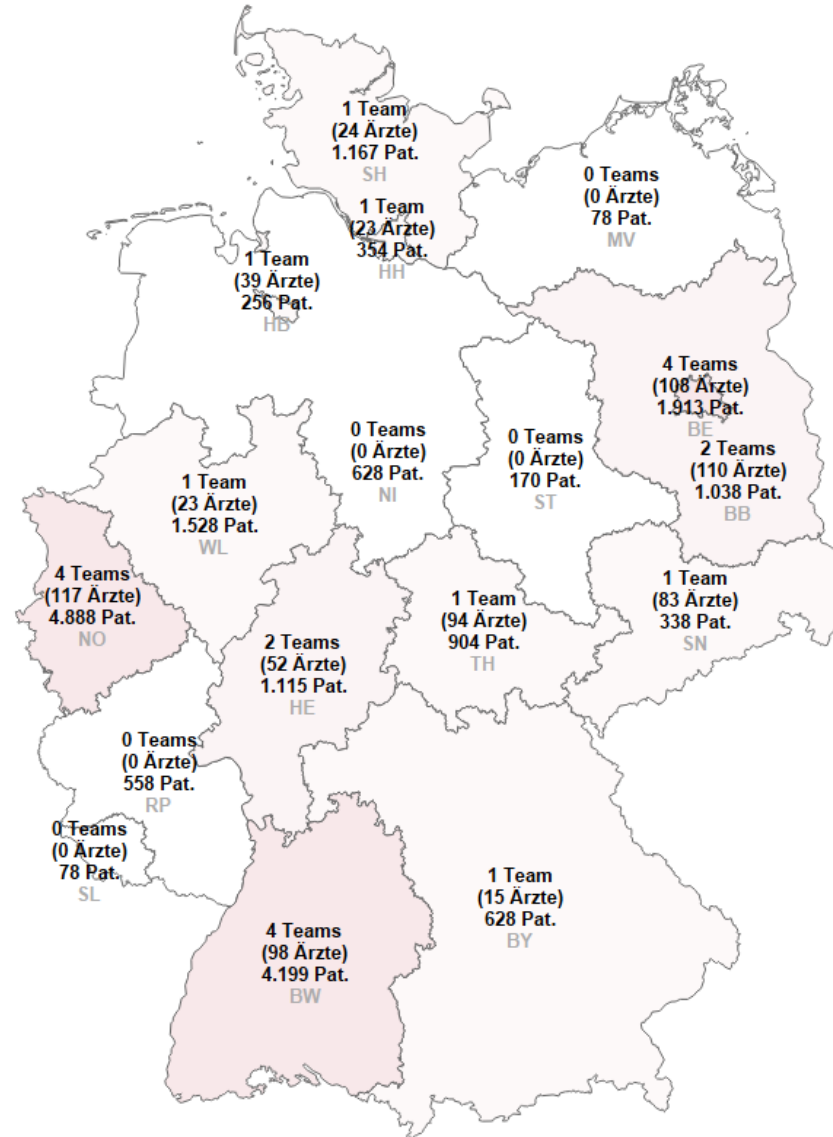 1 Team
(24 Ärzte)
1.167 Pat.
SH
0 Teams
(0 Ärzte)
78 Pat.
MV
1 Team
(23 Ärzte)
354 Pat.
HH
1 Team
(39 Ärzte)
256 Pat.
HB
4 Teams
(108 Ärzte)
1.913 Pat.
BE
2 Teams
(110 Ärzte)
1.038 Pat.
BB
0 Teams
(0 Ärzte)
628 Pat.
NI
0 Teams
(0 Ärzte)
170 Pat.
ST
1 Team
(23 Ärzte)
1.528 Pat.
WL
4 Teams
(117 Ärzte)
4.888 Pat.
NO
2 Teams
(52 Ärzte)
1.115 Pat.
HE
1 Team
(94 Ärzte)
904 Pat.
TH
1 Team
(83 Ärzte)
338 Pat.
SN
0 Teams
(0 Ärzte)
558 Pat.
RP
0 Teams
(0 Ärzte)
78 Pat.
SL
4 Teams
(98 Ärzte)
4.199 Pat.
BW
1 Team
(15 Ärzte)
628 Pat.
BY